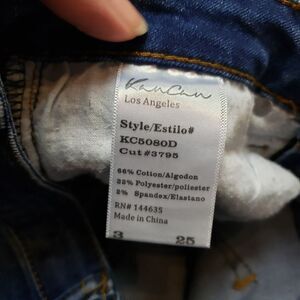 KanCan
Los Angeles
Style/Estilo#
KC5080D
Cut#3795
66% Cotton/Algodon
32% Polyester/poliester
2% Spandex/Elastano
RN# 144635
Made in China
3 25